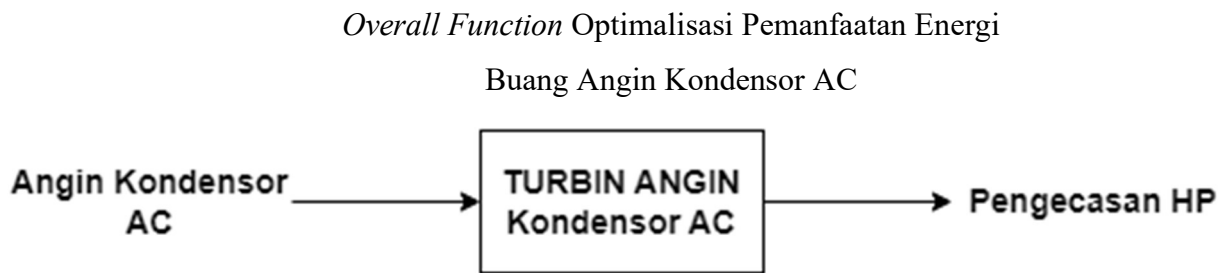 Overall Function Optimalisasi Pemanfaatan Energi
Buang Angin Kondensor AC
Angin Kondensor
AC
TURBIN ANGIN
Kondensor AC
Pengecasan HP